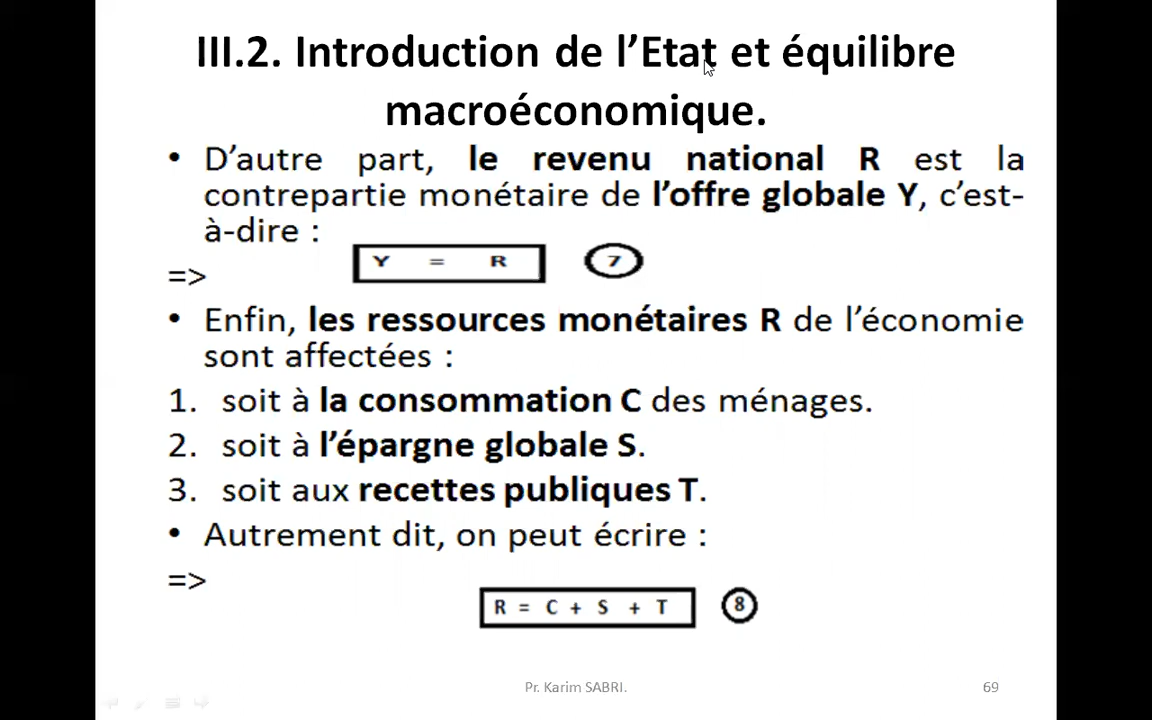 III.2. Introduction de l’Etat et équilibre
macroéconomique.
• D’autre part, le revenu national R est la
contrepartie monétaire de l’offre globale Y, c’est-
à-dire :
Y = R 7
=>
• Enfin, les ressources monétaires R de l’économie
sont affectées :
1. soit à la consommation C des ménages.
2. soit à l’épargne globale S.
3. soit aux recettes publiques T.
• Autrement dit, on peut écrire :
=>
R = C + S + T 8
Pr. Karim SABRI. 69